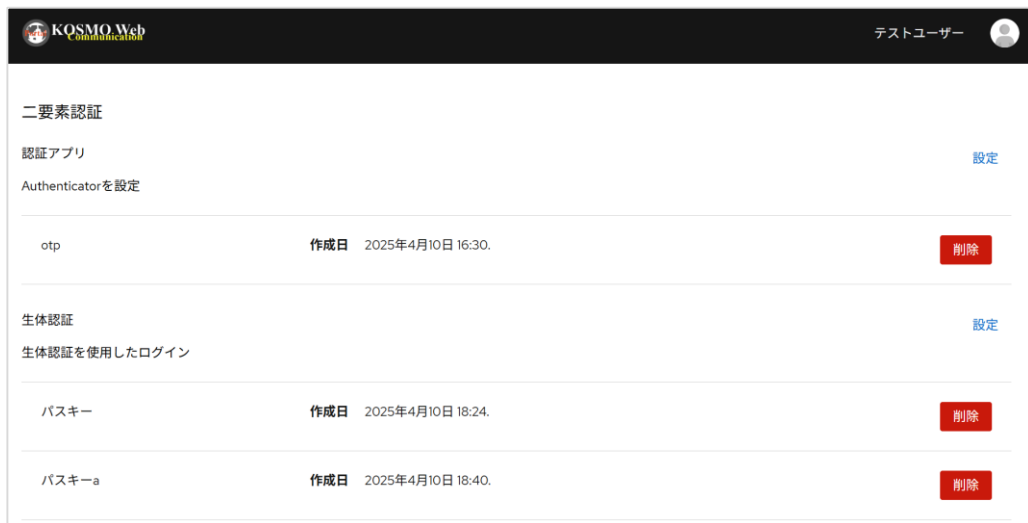 KOSMO.Web
Communication
テストユーザー
二要素認証
認証アプリ
設定
Authenticatorを設定
otp 作成日 2025年4月10日 16:30. 削除
生体認証
設定
生体認証を使用したログイン
パスキー 作成日 2025年4月10日 18:24. 削除
パスキーa 作成日 2025年4月10日 18:40. 削除